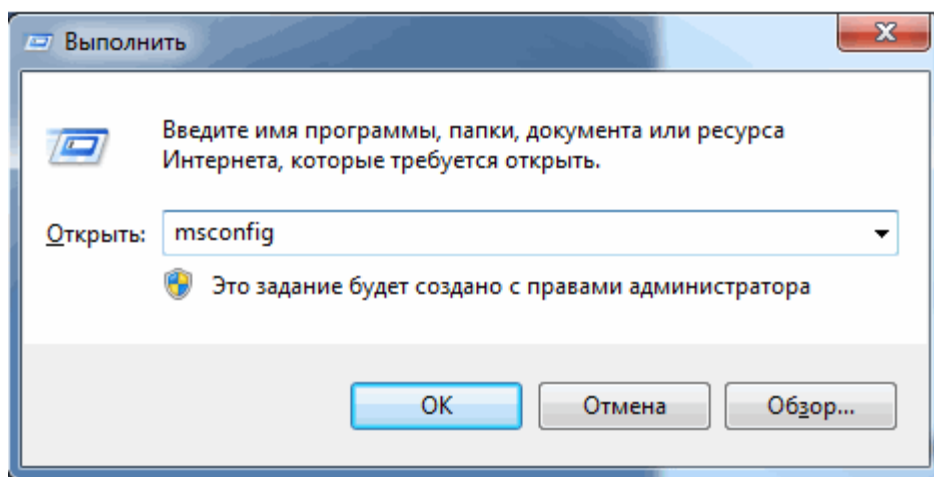 Выполнить
Введите имя программы, папки, документа или ресурса
Интернета, которые требуется открыть.
Открыть: msconfig
Это задание будет создано с правами администратора
ОК Отмена Обзор...